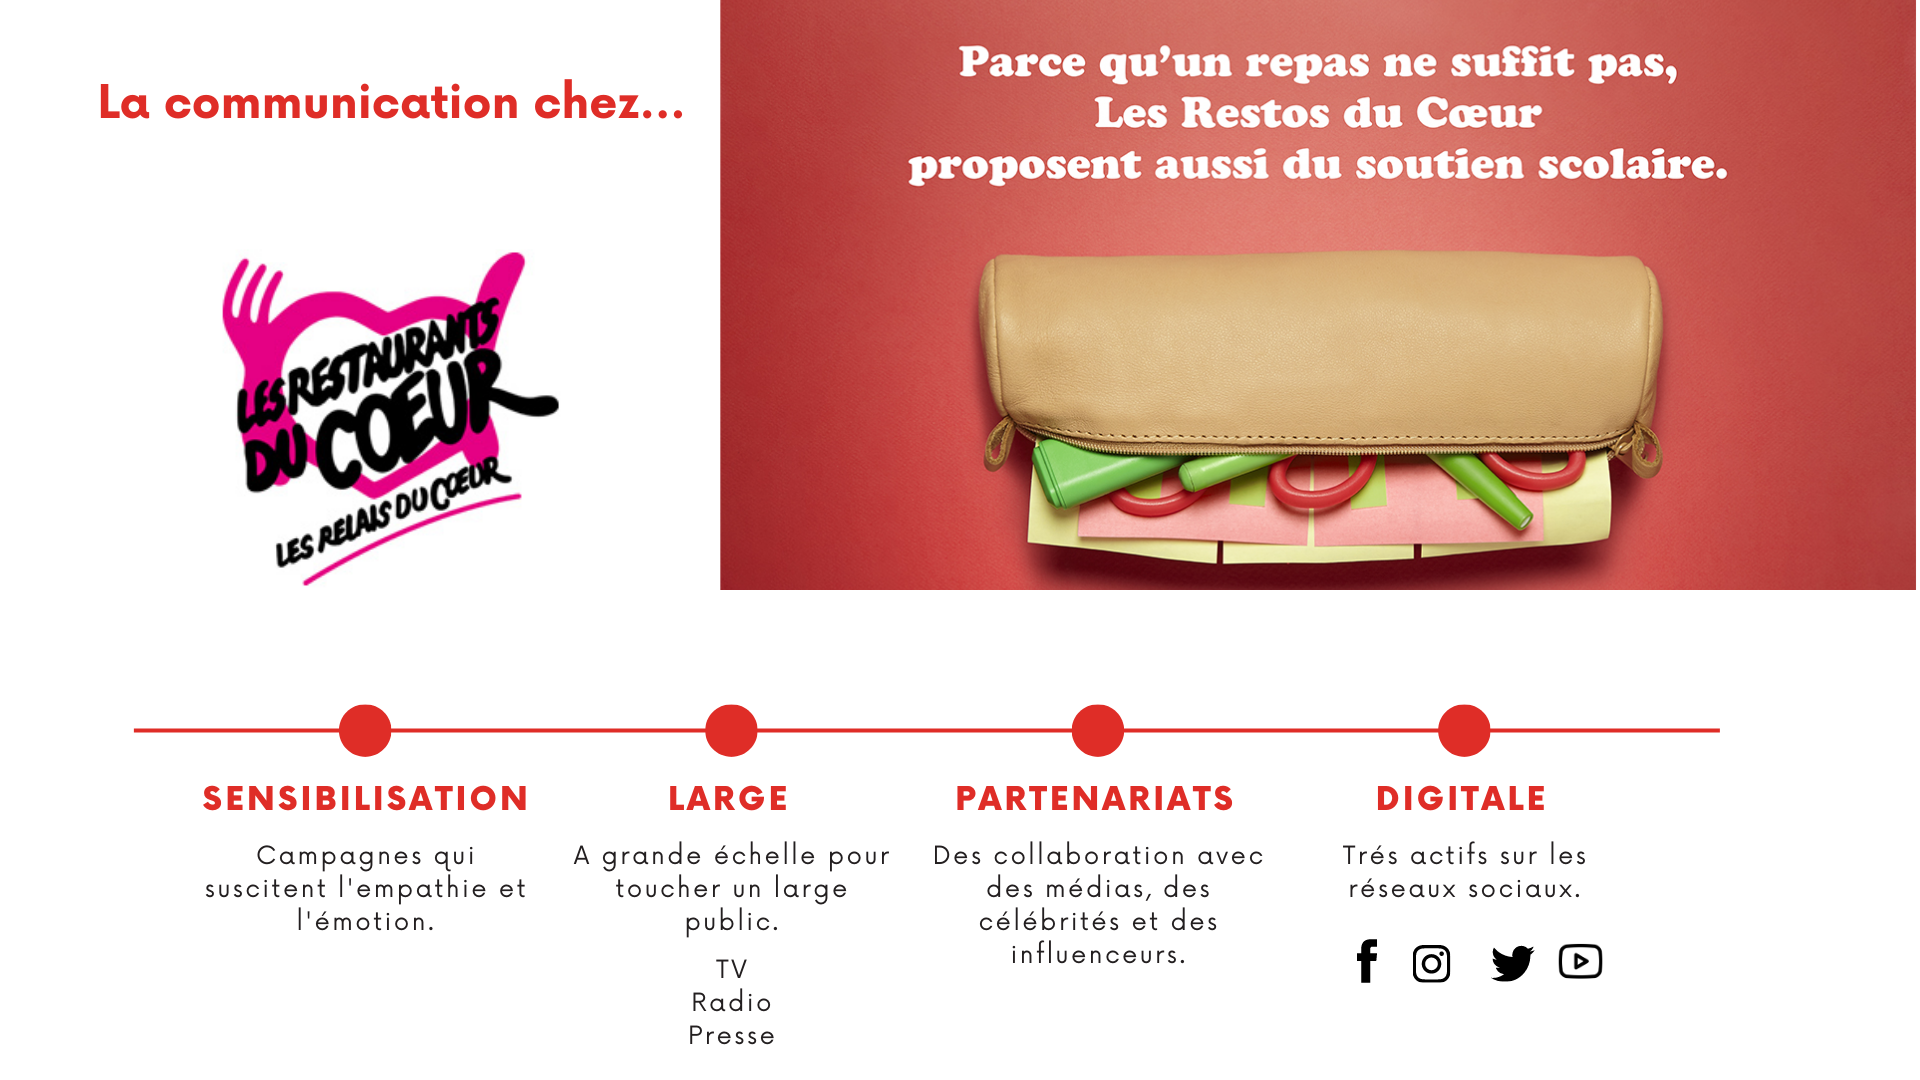 La communication chez...
Parce qu'un repas ne suffit pas,
Les Restos du Cœur
proposent aussi du soutien scolaire.
LES RESTAURANTS
DU COEUR
LES RELAIS DU CŒUR
SENSIBILISATION
Campagnes qui
suscitent l'empathie et
l'émotion.
LARGE
A grande échelle pour
toucher un large
public.
TV
Radio
Presse
PARTENARIATS
Des collaboration avec
des médias, des
célébrités et des
influenceurs.
DIGITALE
Trés actifs sur les
réseaux sociaux.